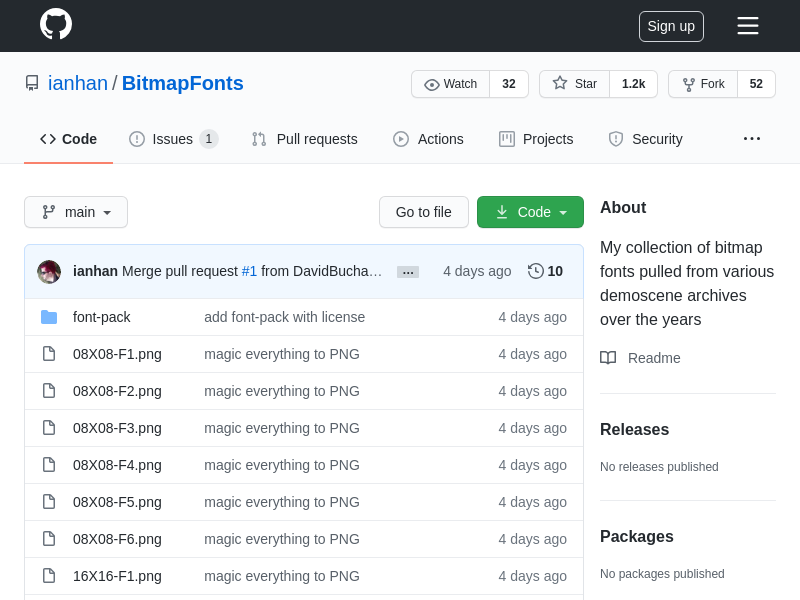 Sign up
ianhan / BitmapFonts
Watch 32
Star 1.2k
Fork 52
Code
Issues 1
Pull requests
Actions
Projects
Security
main
Go to file
Code
ianhan Merge pull request #1 from DavidBucha… … 4 days ago 10
font-pack add font-pack with license 4 days ago
08X08-F1.png magic everything to PNG 4 days ago
08X08-F2.png magic everything to PNG 4 days ago
08X08-F3.png magic everything to PNG 4 days ago
08X08-F4.png magic everything to PNG 4 days ago
08X08-F5.png magic everything to PNG 4 days ago
08X08-F6.png magic everything to PNG 4 days ago
16X16-F1.png magic everything to PNG 4 days ago
About
My collection of bitmap
fonts pulled from various
demoscene archives
over the years
Readme
Releases
No releases published
Packages
No packages published